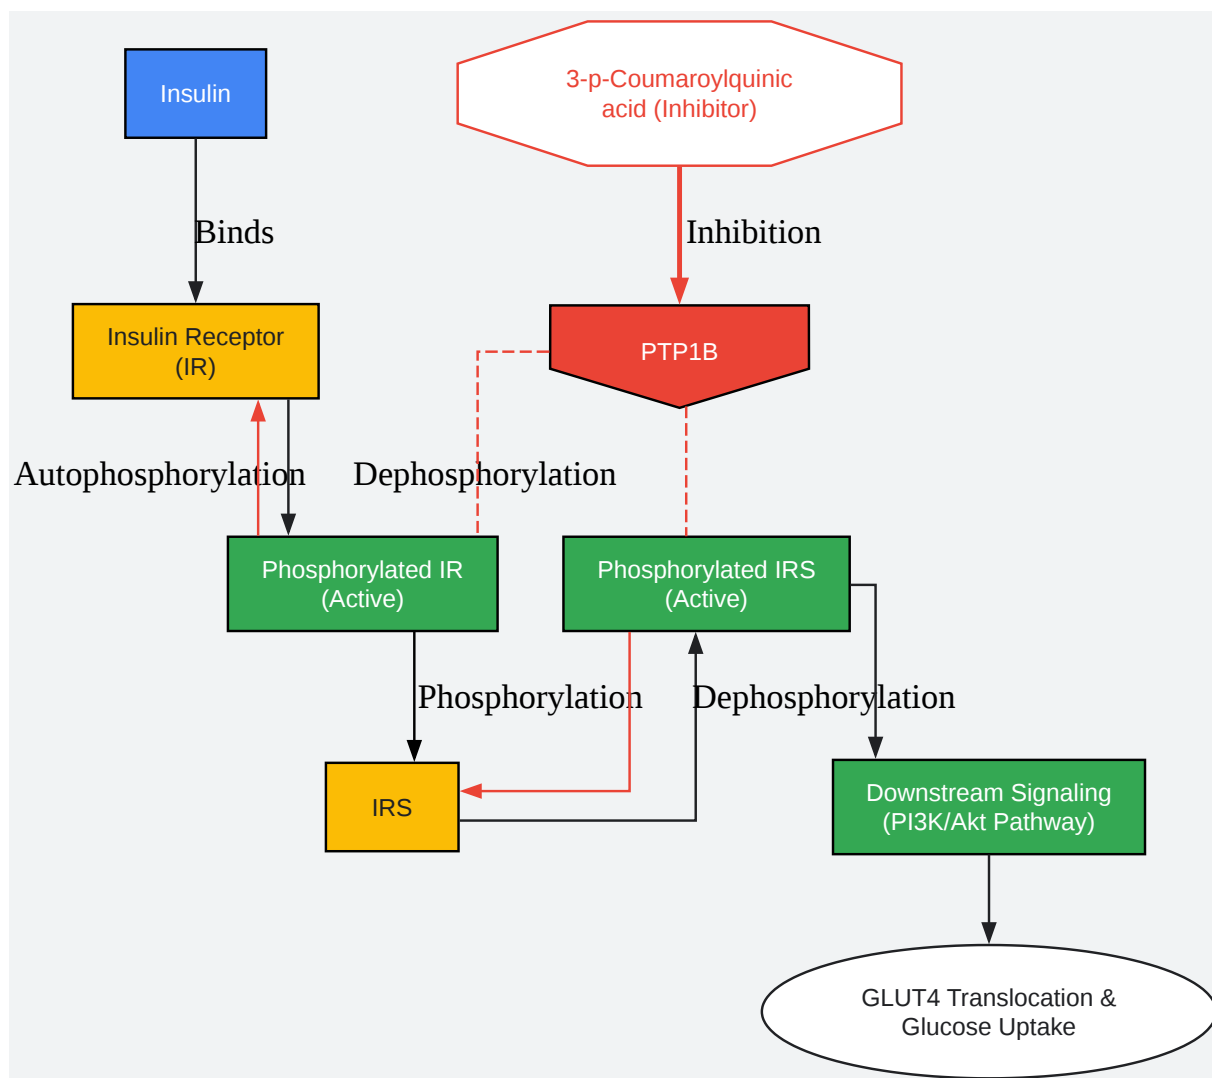 Insulin
3-p-Coumaroylquinic
acid (Inhibitor)
Binds
Inhibition
Insulin Receptor
(IR)
PTP1B
Autophosphorylation
Dephosphorylation
Phosphorylated IR
(Active)
Phosphorylated IRS
(Active)
Phosphorylation
Dephosphorylation
IRS
Downstream Signaling
(PI3K/Akt Pathway)
GLUT4 Translocation &
Glucose Uptake